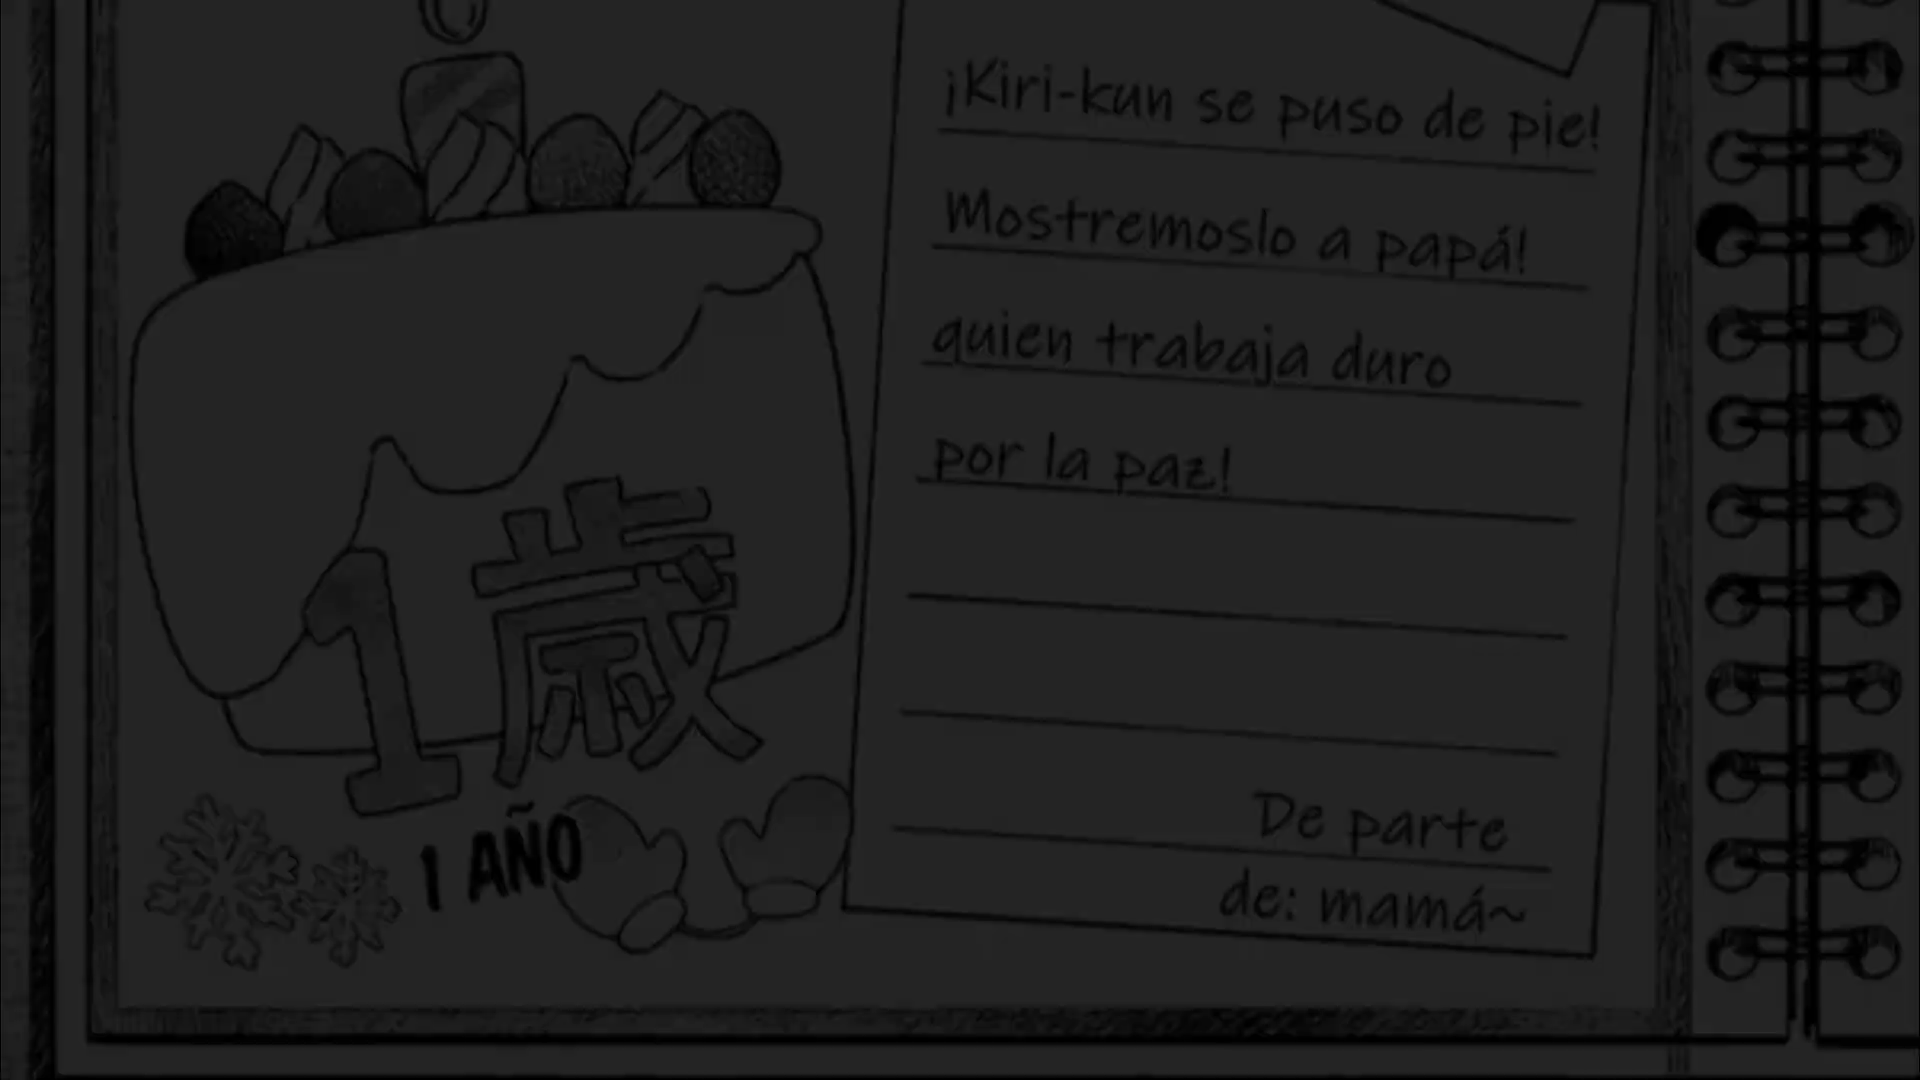 ¡Kiri-kun se puso de pie!
Mostremoslo a papá!
quien trabaja duro
por la paz!
De parte
de: mamá~
1歳
1 AÑO